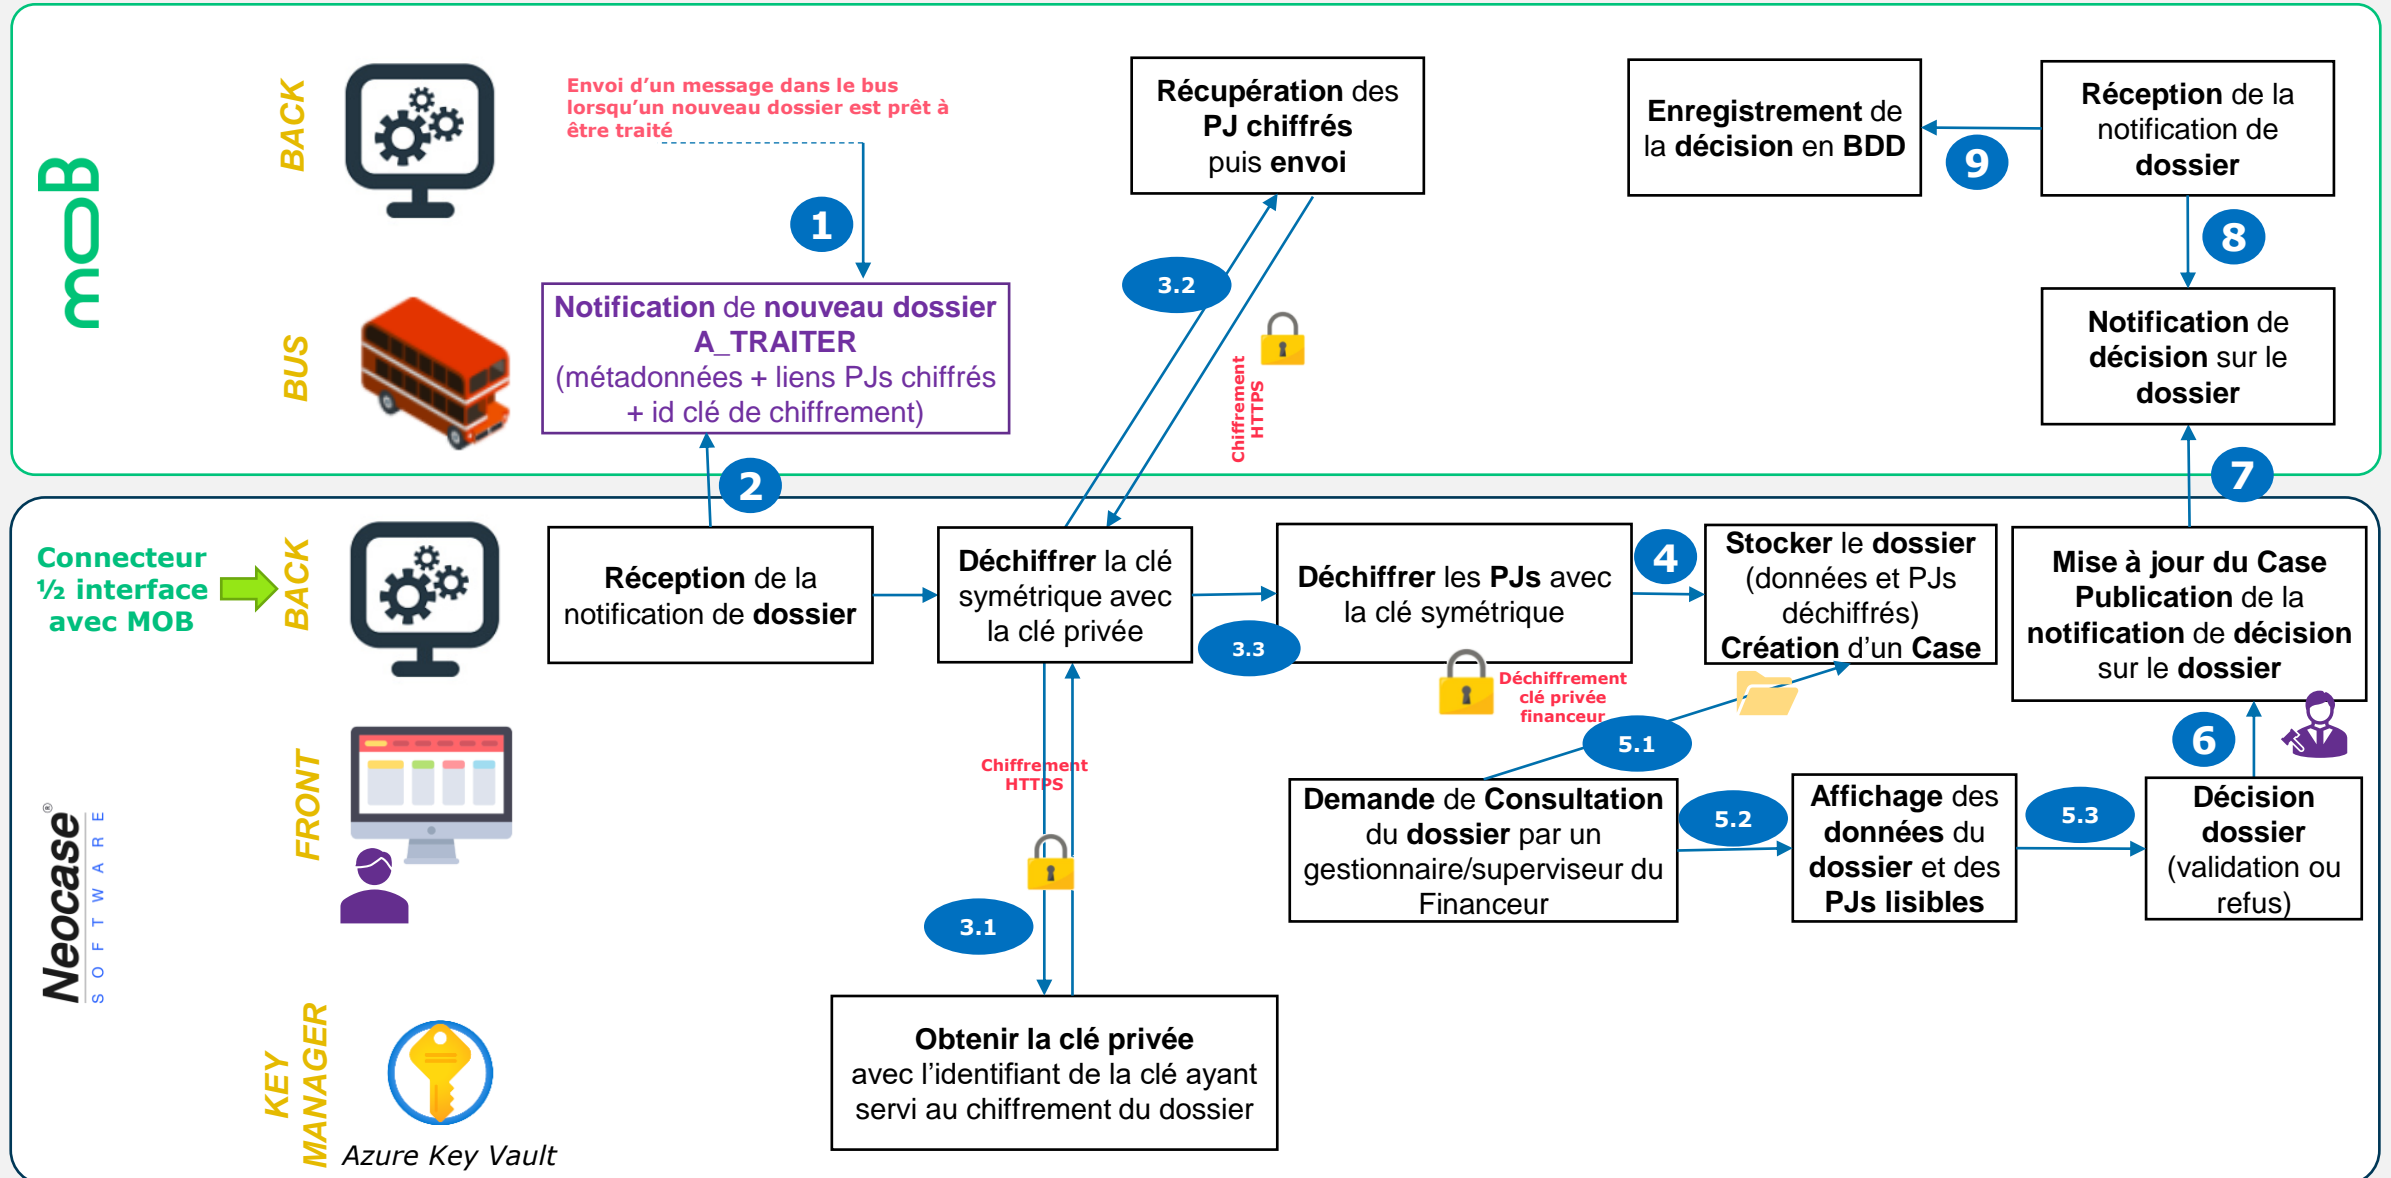 moB
BACK
Envoi d'un message dans le bus
lorsqu'un nouveau dossier est prêt à
être traité
1
Récupération des
PJ chiffrés
puis envoi
Enregistrement de
la décision en BDD
9
Réception de la
notification de
dossier
8
3.2
BUS
Notification de nouveau dossier
A_TRAITER
(métadonnées + liens PJs chiffrés
+ id clé de chiffrement)
Chiffrement
HTTPS
Notification de
décision sur le
dossier
2
7
Connecteur
½ interface
avec MOB
BACK
Réception de la
notification de dossier
Déchiffrer la clé
symétrique avec
la clé privée
3.3
Déchiffrer les PJs avec
la clé symétrique
4
Stocker le dossier
(données et PJs
déchiffrés)
Création d'un Case
Mise à jour du Case
Publication de la
notification de décision
sur le dossier
Déchiffrement
clé privée
financeur
5.1
6
Neocase®
SOFTWARE
FRONT
Chiffrement
HTTPS
3.1
Demande de Consultation
du dossier par un
gestionnaire/superviseur du
Financeur
5.2
Affichage des
données du
dossier et des
PJs lisibles
5.3
Décision
dossier
(validation ou
refus)
KEY
MANAGER
Azure Key Vault
Obtenir la clé privée
avec l'identifiant de la clé ayant
servi au chiffrement du dossier